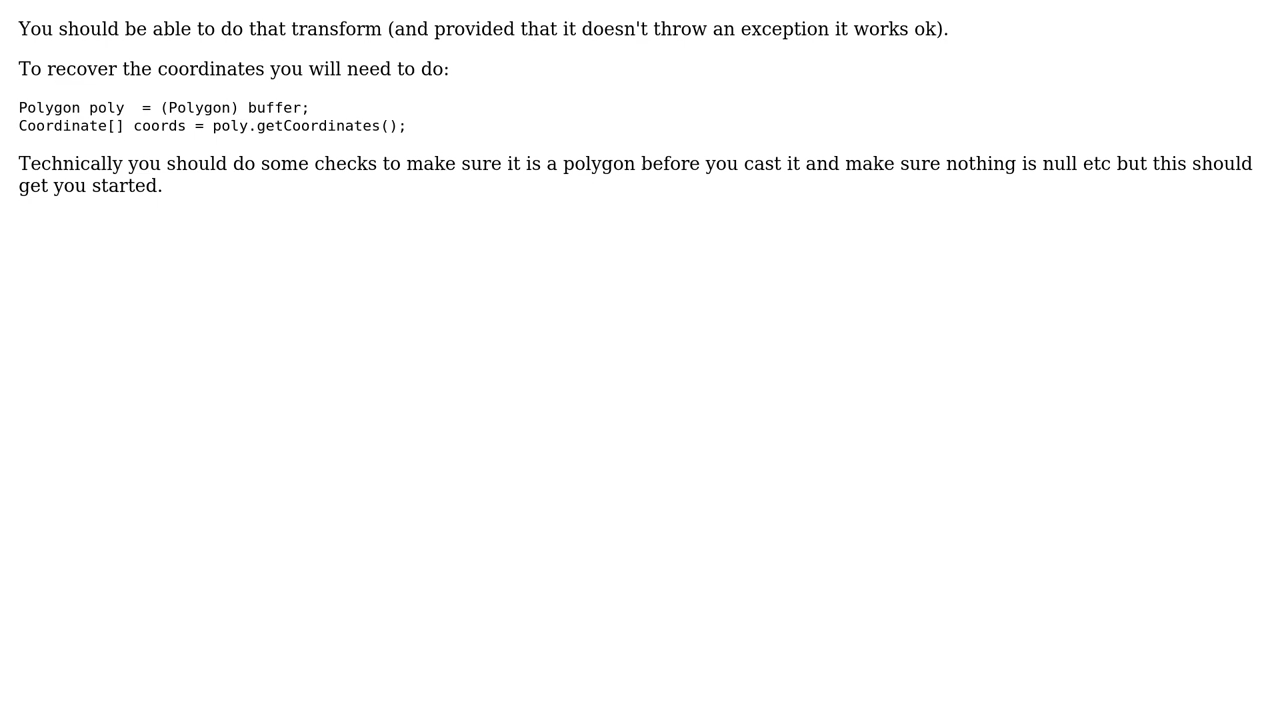 You should be able to do that transform (and provided that it doesn't throw an exception it works ok).
To recover the coordinates you will need to do:
Polygon poly  = (Polygon) buffer;
Coordinate[] coords = poly.getCoordinates();
Technically you should do some checks to make sure it is a polygon before you cast it and make sure nothing is null etc but this should
get you started.